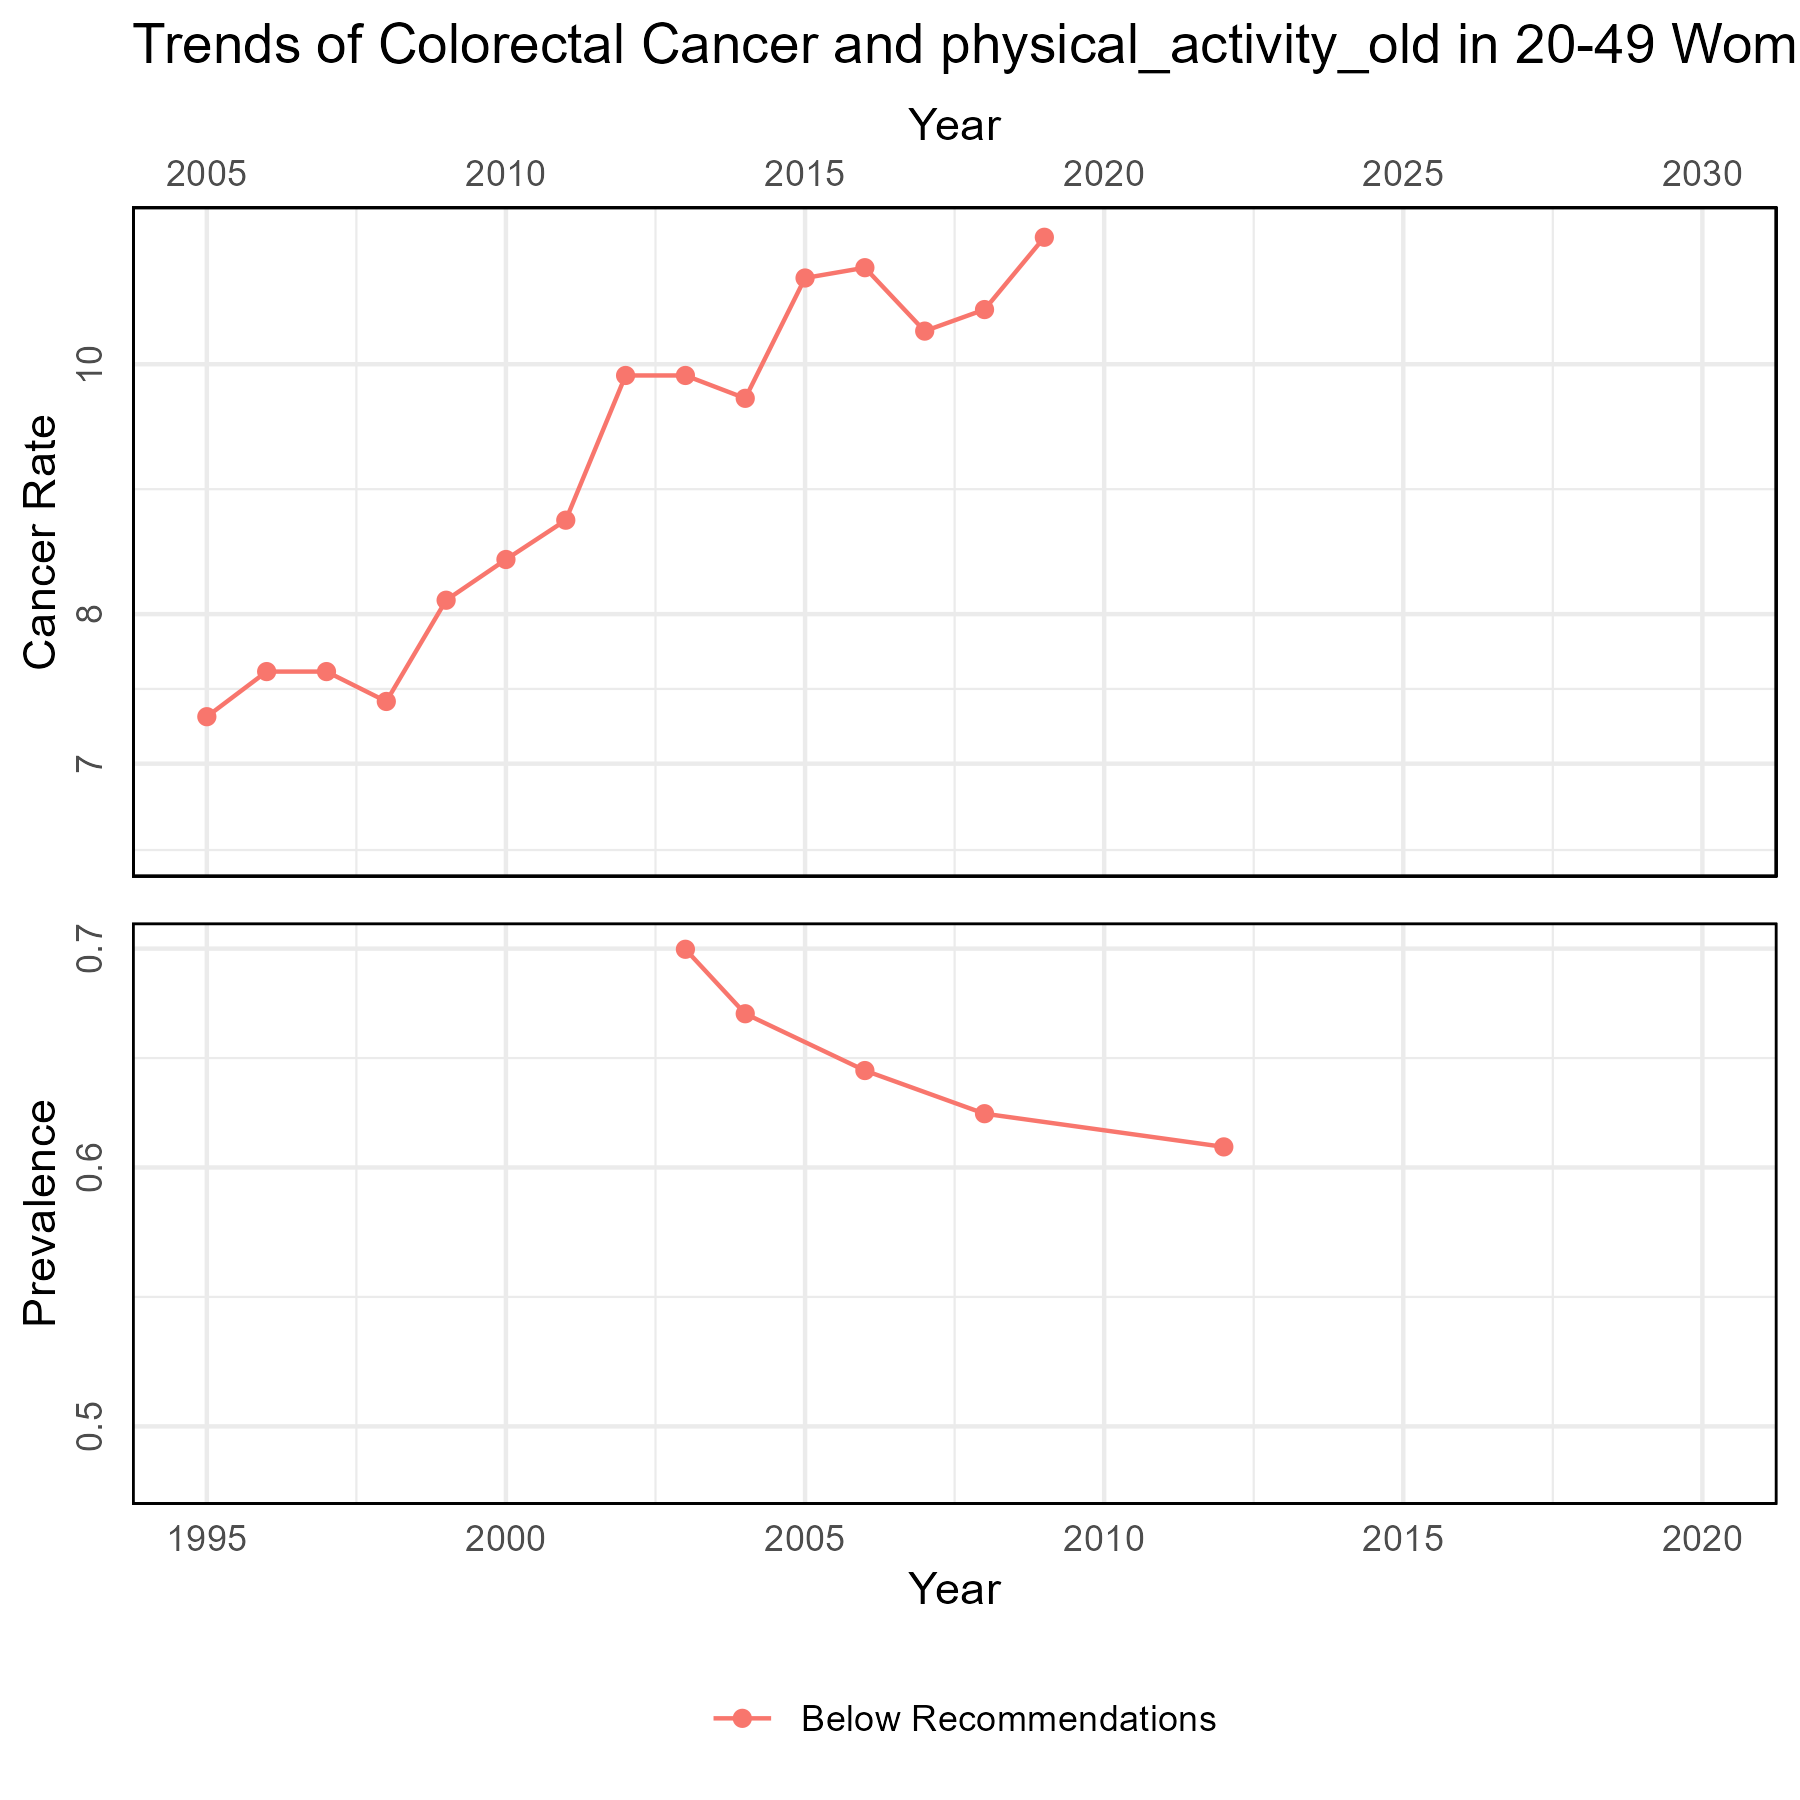 Trends of Colorectal Cancer and physical_activity_old in 20-49 Wom
Year
2005 2010 2015 2020 2025 2030
Cancer Rate
10
8
7
Prevalence
0.7
0.6
0.5
1995 2000 2005 2010 2015 2020
Year
Below Recommendations